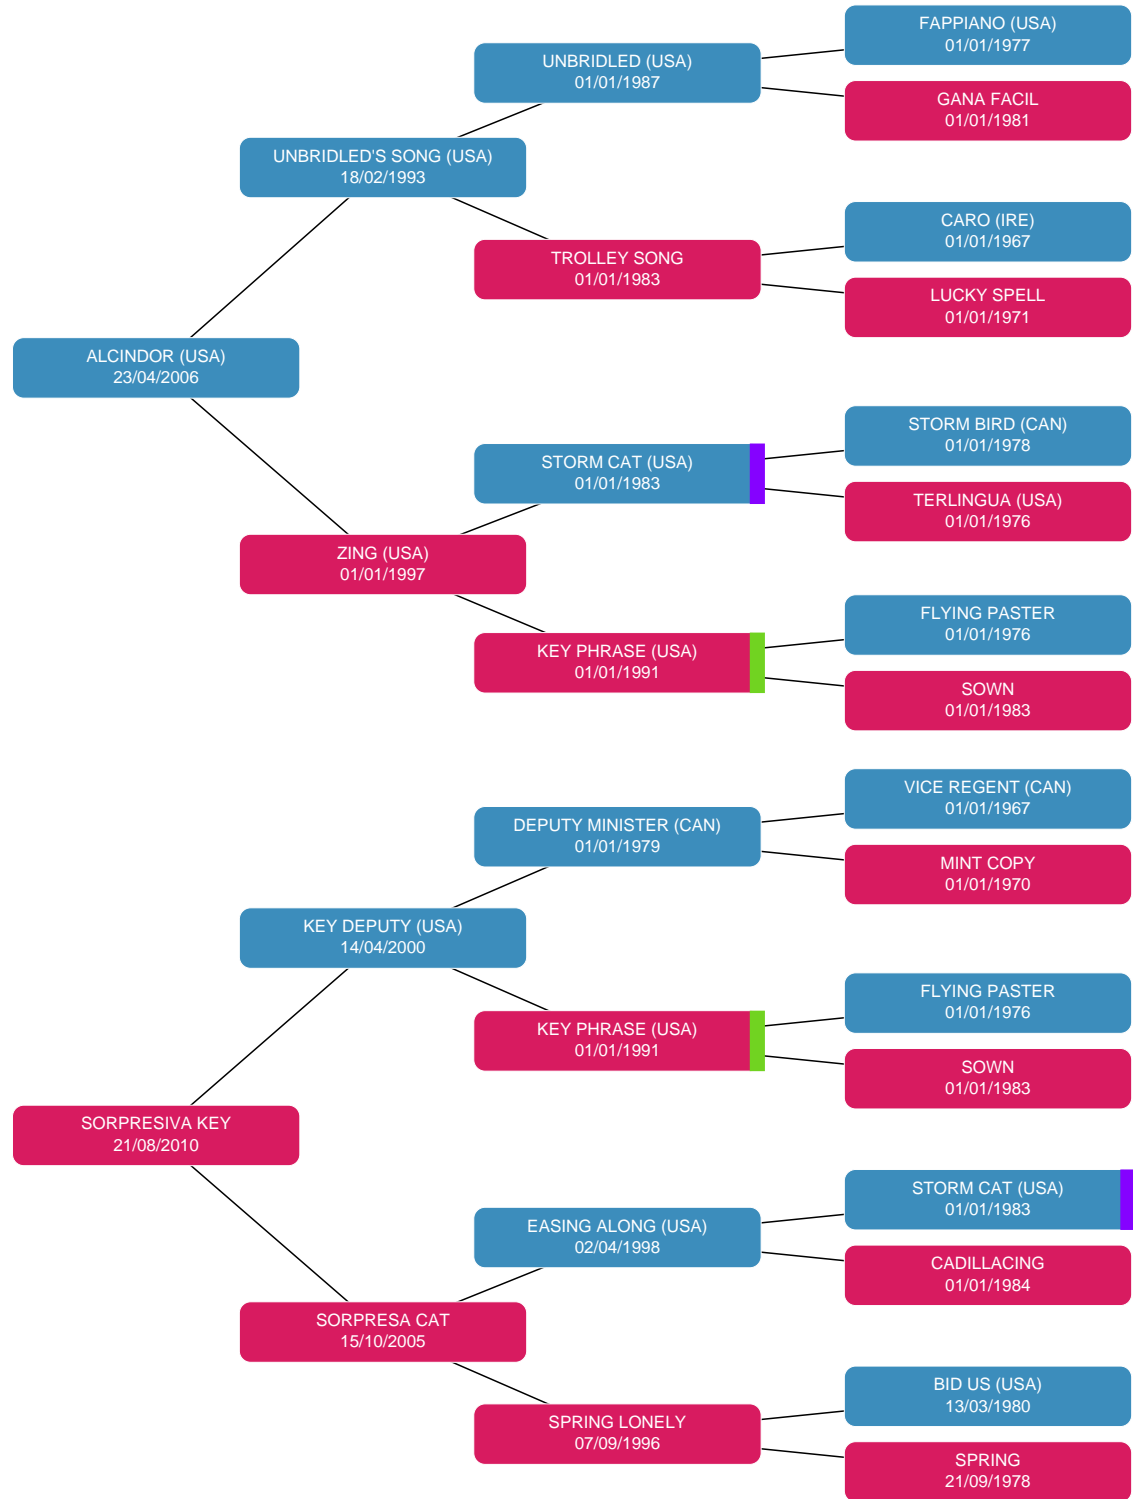 FAPPIANO (USA)
01/01/1977
UNBRIDLED (USA)
01/01/1987
GANA FACIL
01/01/1981
UNBRIDLED'S SONG (USA)
18/02/1993
CARO (IRE)
01/01/1967
TROLLEY SONG
01/01/1983
LUCKY SPELL
01/01/1971
ALCINDOR (USA)
23/04/2006
STORM BIRD (CAN)
01/01/1978
STORM CAT (USA)
01/01/1983
TERLINGUA (USA)
01/01/1976
ZING (USA)
01/01/1997
FLYING PASTER
01/01/1976
KEY PHRASE (USA)
01/01/1991
SOWN
01/01/1983
VICE REGENT (CAN)
01/01/1967
DEPUTY MINISTER (CAN)
01/01/1979
MINT COPY
01/01/1970
KEY DEPUTY (USA)
14/04/2000
FLYING PASTER
01/01/1976
KEY PHRASE (USA)
01/01/1991
SOWN
01/01/1983
SORPRESIVA KEY
21/08/2010
STORM CAT (USA)
01/01/1983
EASING ALONG (USA)
02/04/1998
CADILLACING
01/01/1984
SORPRESA CAT
15/10/2005
BID US (USA)
13/03/1980
SPRING LONELY
07/09/1996
SPRING
21/09/1978